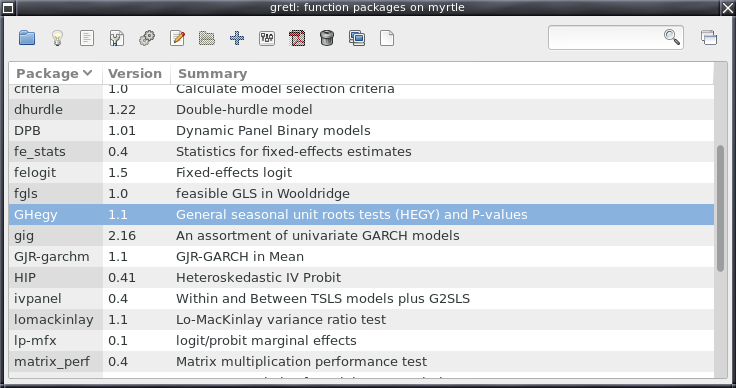 gretl: function packages on myrtle
Package Version Summary
criteria 1.0 Calculate model selection criteria
dhurdle 1.22 Double-hurdle model
DPB 1.01 Dynamic Panel Binary models
fe_stats 0.4 Statistics for fixed-effects estimates
felogit 1.5 Fixed-effects logit
fgls 1.0 feasible GLS in Wooldridge
GHegy 1.1 General seasonal unit roots tests (HEGY) and P-values
gig 2.16 An assortment of univariate GARCH models
GJR-garchm 1.1 GJR-GARCH in Mean
HIP 0.41 Heteroskedastic IV Probit
ivpanel 0.4 Within and Between TSLS models plus G2SLS
lomackinlay 1.1 Lo-MacKinlay variance ratio test
lp-mfx 0.1 logit/probit marginal effects
matrix_perf 0.4 Matrix multiplication performance test